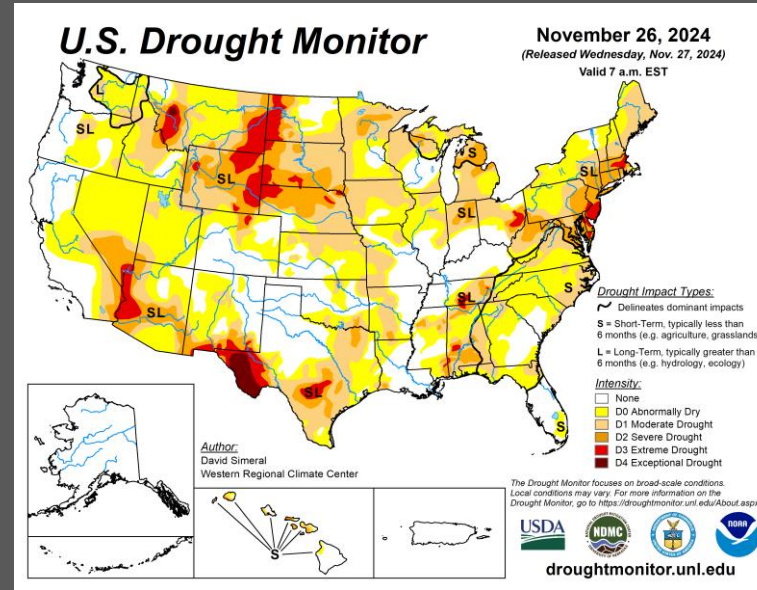 U.S. Drought Monitor
November 26, 2024
(Released Wednesday, Nov. 27, 2024)
Valid 7 a.m. EST
L
SL
SL
S
SL
SL
SL
SL
S
SL
S
Drought Impact Types:
Delineates dominant impacts
S = Short-Term, typically less than
6 months (e.g. agriculture, grasslands
L = Long-Term, typically greater than
6 months (e.g. hydrology, ecology)
Intensity:
None
D0 Abnormally Dry
D1 Moderate Drought
D2 Severe Drought
D3 Extreme Drought
D4 Exceptional Drought
Author:
David Simeral
Western Regional Climate Center
S
The Drought Monitor focuses on broad-scale conditions.
Local conditions may vary. For more information on the
Drought Monitor, go to https://droughtmonitor.unl.edu/About.aspx
USDA
NDMC
NOAA
droughtmonitor.unl.edu